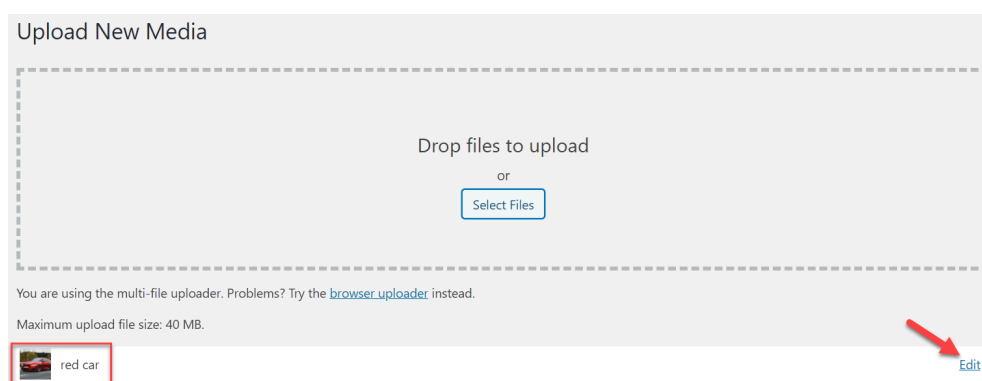 Upload New Media
Drop files to upload
or
Select Files
You are using the multi-file uploader. Problems? Try the browser uploader instead.
Maximum upload file size: 40 MB.
red car
Edit